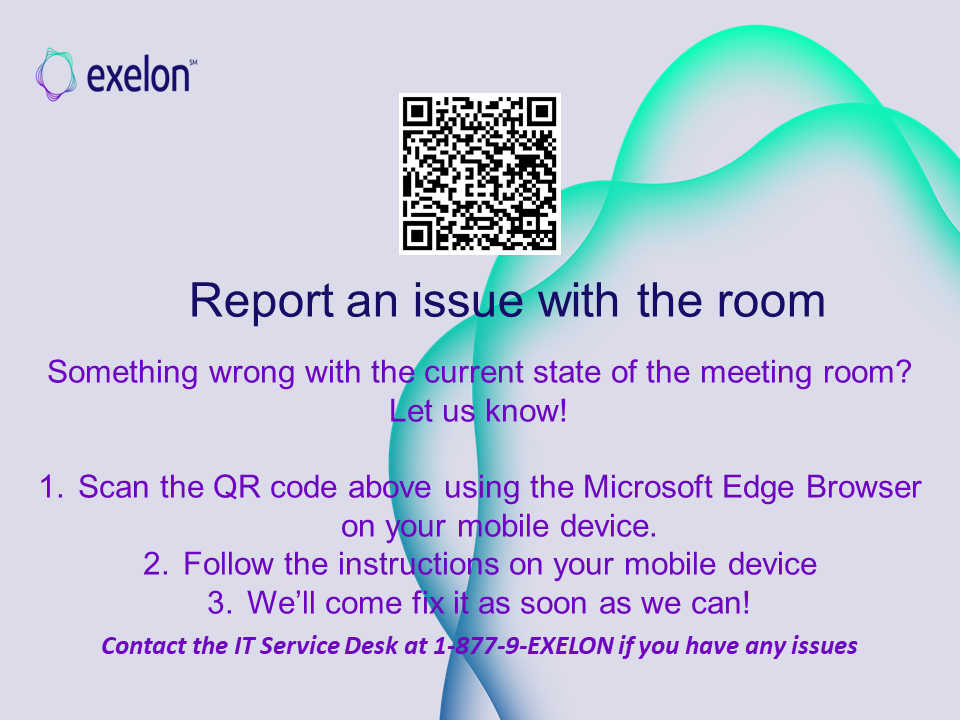 exelon℠
Report an issue with the room
Something wrong with the current state of the meeting room?
Let us know!
1. Scan the QR code above using the Microsoft Edge Browser
on your mobile device.
2. Follow the instructions on your mobile device
3. We’ll come fix it as soon as we can!
Contact the IT Service Desk at 1-877-9-EXELON if you have any issues